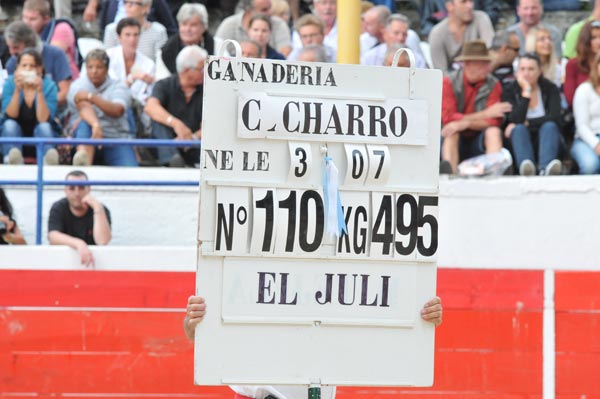 GANADERIA
C. CHARRO
NE LE 3 07
Nº 110 KG 495
EL JULI